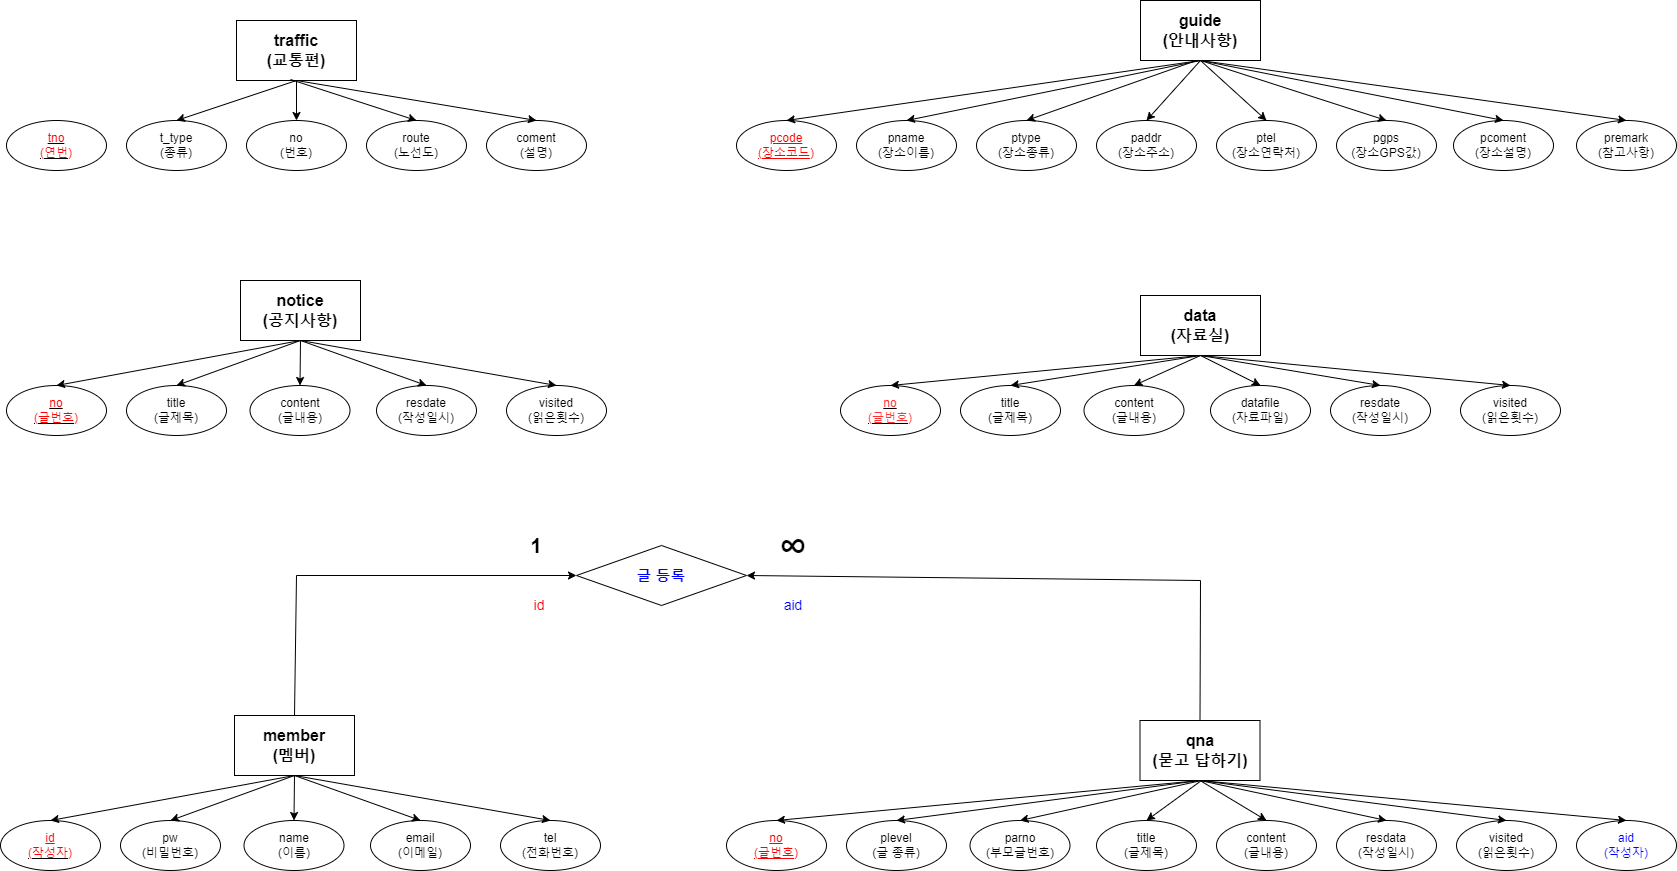 traffic
(교통편)
tno
(연번)
t_type
(종류)
no
(번호)
route
(노선도)
coment
(설명)
guide
(안내사항)
pcode
(장소코드)
pname
(장소이름)
ptype
(장소종류)
paddr
(장소주소)
ptel
(장소연락처)
pgps
(장소GPS값)
pcoment
(장소설명)
premark
(참고사항)
notice
(공지사항)
no
(글번호)
title
(글제목)
content
(글내용)
resdate
(작성일시)
visited
(읽은횟수)
data
(자료실)
no
(글번호)
title
(글제목)
content
(글내용)
datafile
(자료파일)
resdate
(작성일시)
visited
(읽은횟수)
1
∞
글 등록
id
aid
member
(멤버)
id
(작성자)
pw
(비밀번호)
name
(이름)
email
(이메일)
tel
(전화번호)
qna
(묻고 답하기)
no
(글번호)
plevel
(글 종류)
parno
(부모글번호)
title
(글제목)
content
(글내용)
resdata
(작성일시)
visited
(읽은횟수)
aid
(작성자)